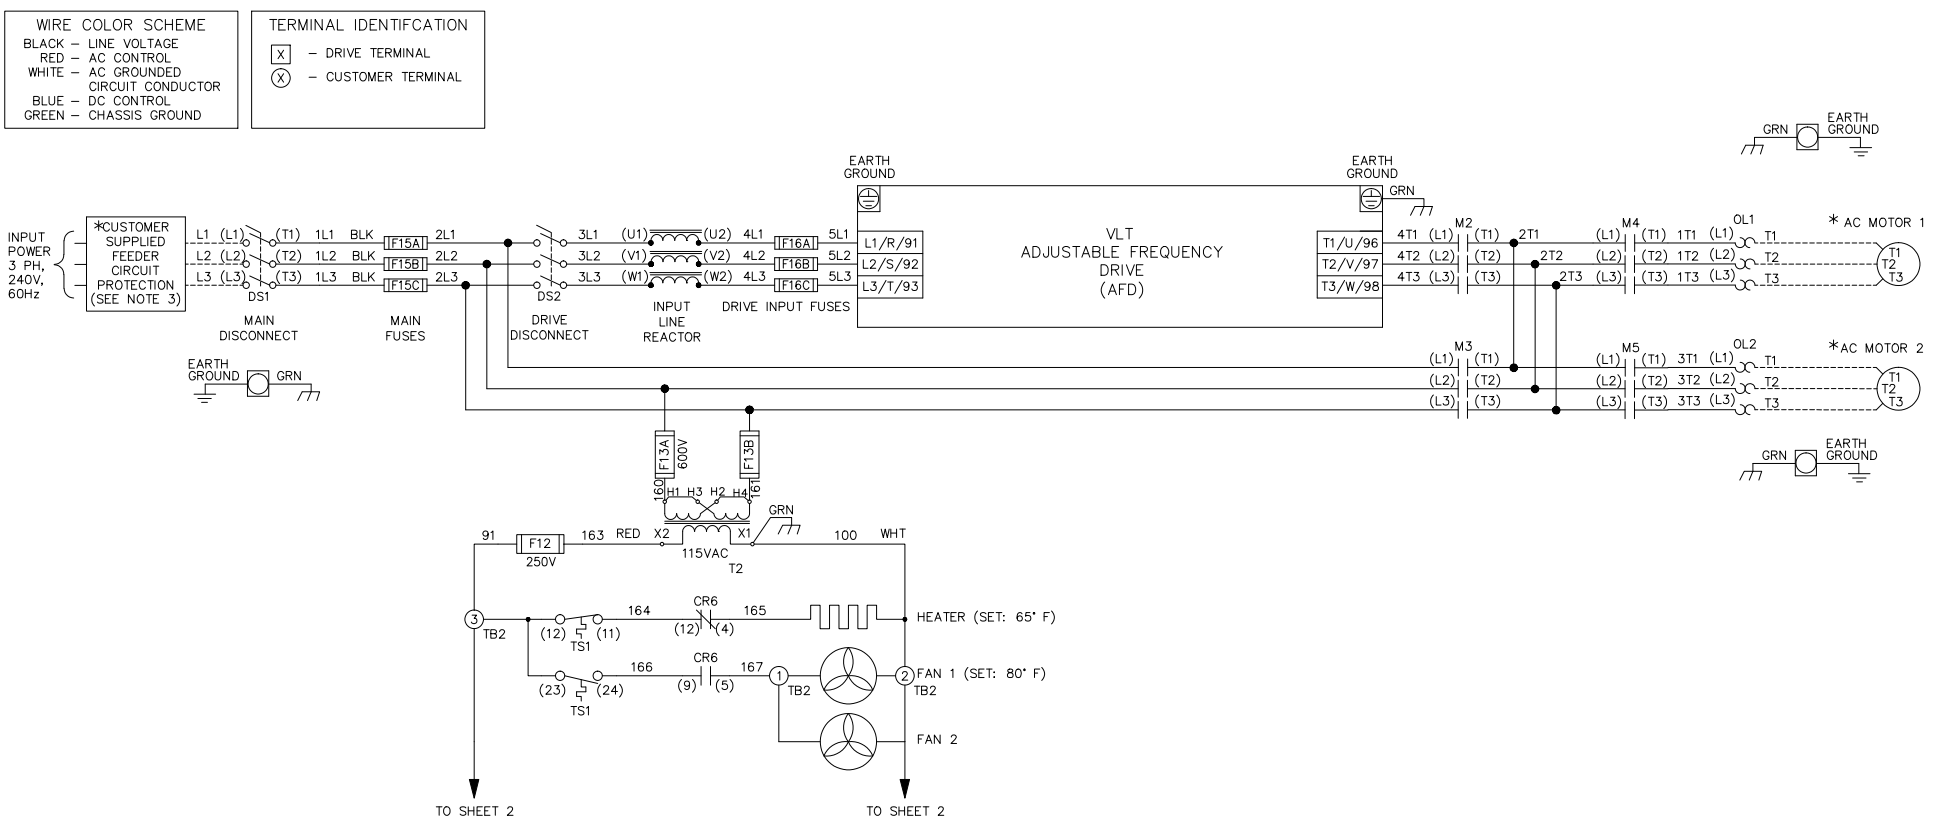 WIRE COLOR SCHEME
BLACK – LINE VOLTAGE
RED – AC CONTROL
WHITE – AC GROUNDED
CIRCUIT CONDUCTOR
BLUE – DC CONTROL
GREEN – CHASSIS GROUND
TERMINAL IDENTIFCATION
X – DRIVE TERMINAL
X – CUSTOMER TERMINAL
GRN
EARTH
GROUND
EARTH
GROUND
EARTH
GROUND
GRN
INPUT
POWER
3 PH,
240V,
60Hz
*CUSTOMER
SUPPLIED
FEEDER
CIRCUIT
PROTECTION
(SEE NOTE 3)
L1 (L1) (T1) 1L1 BLK F15A 2L1 3L1 (U1) (U2) 4L1 F16A 5L1 L1/R/91
L2 (L2) (T2) 1L2 BLK F15B 2L2 3L2 (V1) (V2) 4L2 F16B 5L2 L2/S/92
L3 (L3) (T3) 1L3 BLK F15C 2L3 3L3 (W1) (W2) 4L3 F16C 5L3 L3/T/93
DS1
MAIN
DISCONNECT
MAIN
FUSES
DS2
DRIVE
DISCONNECT
INPUT
LINE
REACTOR
DRIVE INPUT FUSES
VLT
ADJUSTABLE FREQUENCY
DRIVE
(AFD)
M2
M4
OL1
* AC MOTOR 1
T1/U/96 4T1 (L1) (T1) 2T1 (L1) (T1) 1T1 (L1) T1
T2/V/97 4T2 (L2) (T2) 2T2 (L2) (T2) 1T2 (L2) T2
T3/W/98 4T3 (L3) (T3) 2T3 (L3) (T3) 1T3 (L3) T3
T1
T2
T3
EARTH
GROUND
GRN
M3
M5
OL2
*AC MOTOR 2
(L1) (T1) (L1) (T1) 3T1 (L1) T1
(L2) (T2) (L2) (T2) 3T2 (L2) T2
(L3) (T3) (L3) (T3) 3T3 (L3) T3
T1
T2
T3
GRN
EARTH
GROUND
F13A
600V
F13B
160
H1 H3 H2 H4
161
GRN
91 F12 163 RED X2 X1 100 WHT
250V
115VAC
T2
3
TB2
(12) (11)
TS1
164
CR6
(12) (4)
165
HEATER (SET: 65° F)
(23) (24)
TS1
166
CR6
(9) (5)
167
1
TB2
2
TB2
FAN 1 (SET: 80° F)
FAN 2
TO SHEET 2
TO SHEET 2